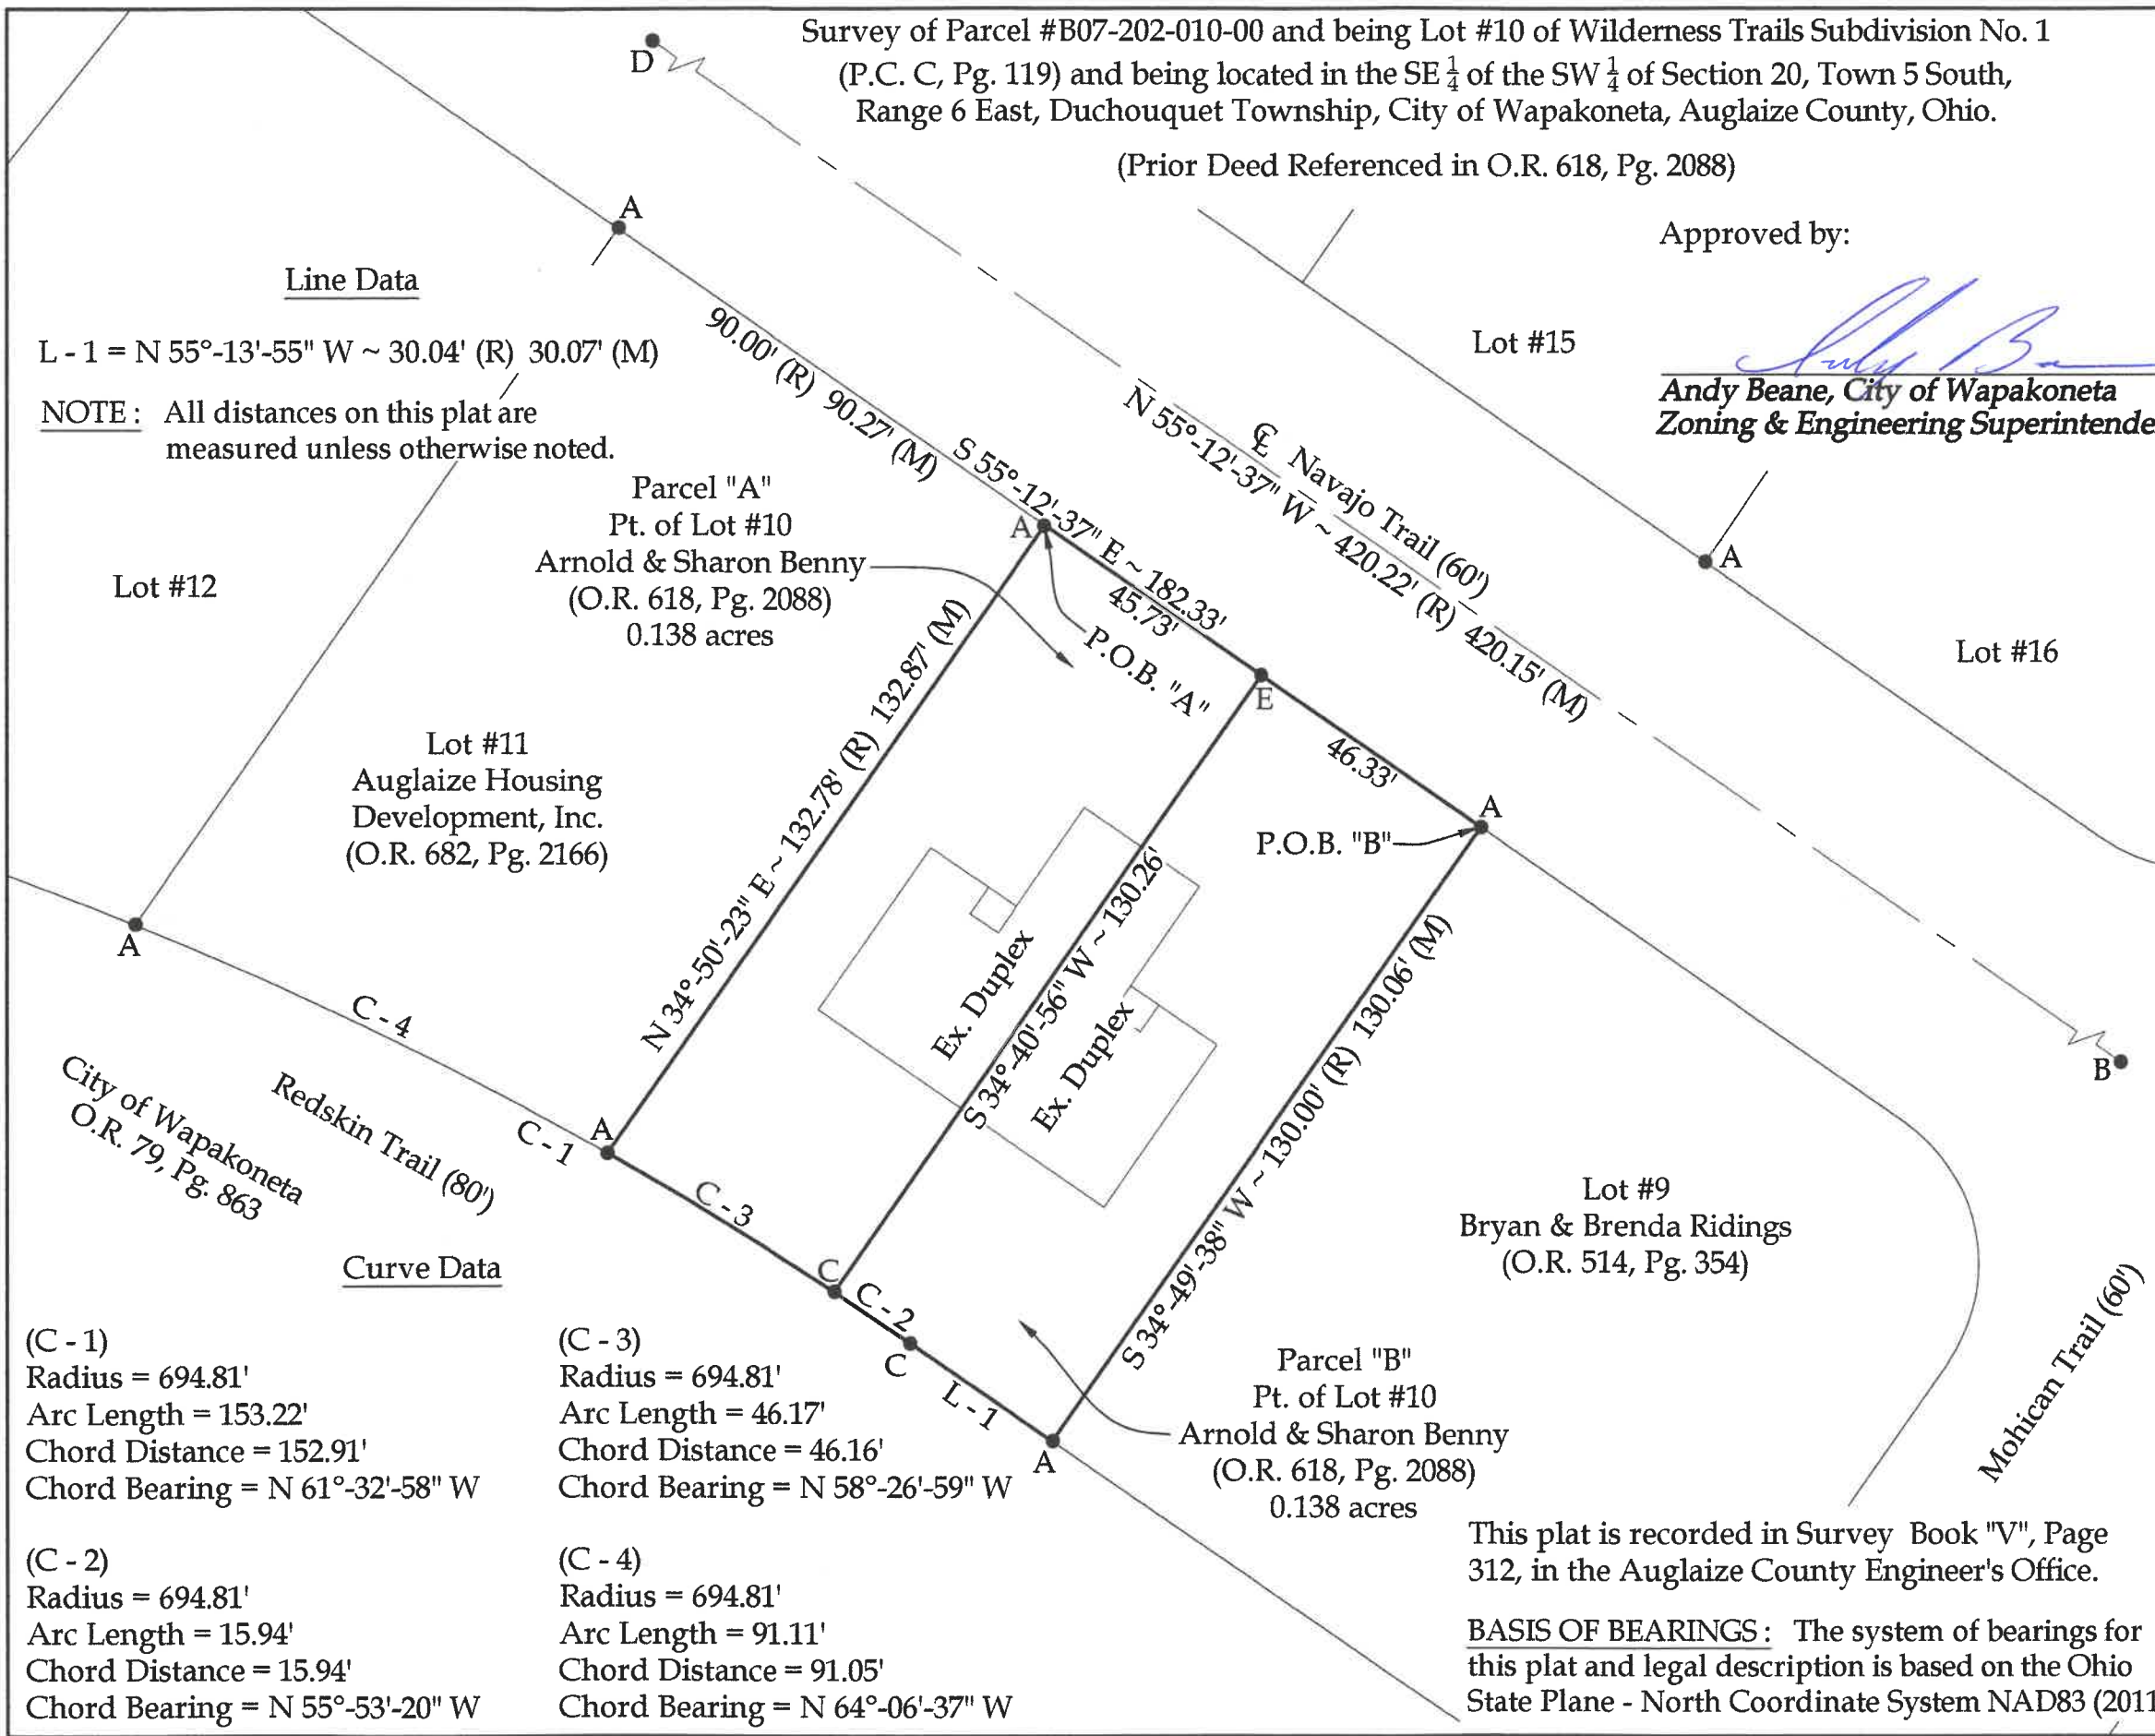 Survey of Parcel #B07-202-010-00 and being Lot #10 of Wilderness Trails Subdivision No. 1
(P.C. C, Pg. 119) and being located in the SE 1/4 of the SW 1/4 of Section 20, Town 5 South,
Range 6 East, Duchouquet Township, City of Wapakoneta, Auglaize County, Ohio.
(Prior Deed Referenced in O.R. 618, Pg. 2088)
D
A
Approved by:
Line Data
L - 1 = N 55°-13'-55" W ~ 30.04' (R) 30.07' (M)
NOTE : All distances on this plat are
measured unless otherwise noted.
Lot #15
Andy Beane, City of Wapakoneta
Zoning & Engineering
90.00' (R) 90.27' (M)
S 55°-12'-37" E ~ 182.33'
45.73'
℄ Navajo Trail (60')
N 55°-12'-37" W ~ 420.22' (R) 420.15' (M)
Parcel "A"
Pt. of Lot #10
Arnold & Sharon Benny
(O.R. 618, Pg. 2088)
0.138 acres
A
A
Lot #12
Lot #16
P.O.B. "A"
E
46.33'
A
P.O.B. "B"
Lot #11
Auglaize Housing
Development, Inc.
(O.R. 682, Pg. 2166)
N 34°-50'-23" E ~ 132.78' (R) 132.87' (M)
Ex. Duplex
S 34°-40'-56" W ~ 130.26'
Ex. Duplex
S 34°-49'-38" W ~ 130.00' (R) 130.06' (M)
A
C - 4
B
City of Wapakoneta
O.R. 79, Pg. 863
Redskin Trail (80')
C - 1
A
C - 3
C
C - 2
C
L - 1
A
Lot #9
Bryan & Brenda Ridings
(O.R. 514, Pg. 354)
Mohican Trail (60')
Parcel "B"
Pt. of Lot #10
Arnold & Sharon Benny
(O.R. 618, Pg. 2088)
0.138 acres
Curve Data
(C - 1)
Radius = 694.81'
Arc Length = 153.22'
Chord Distance = 152.91'
Chord Bearing = N 61°-32'-58" W
(C - 2)
Radius = 694.81'
Arc Length = 15.94'
Chord Distance = 15.94'
Chord Bearing = N 55°-53'-20" W
(C - 3)
Radius = 694.81'
Arc Length = 46.17'
Chord Distance = 46.16'
Chord Bearing = N 58°-26'-59" W
(C - 4)
Radius = 694.81'
Arc Length = 91.11'
Chord Distance = 91.05'
Chord Bearing = N 64°-06'-37" W
This plat is recorded in Survey Book "V", Page
312, in the Auglaize County Engineer's Office.
BASIS OF BEARINGS : The system of bearings for
this plat and legal description is based on the Ohio
State Plane - North Coordinate System NAD83 (2011